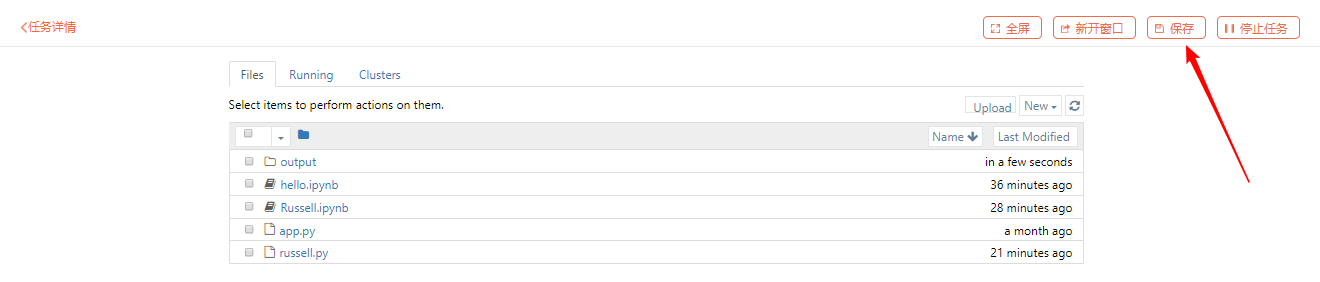 任务详情 全屏 新开窗口 保存 停止任务
Files Running Clusters
Select items to perform actions on them. Upload New
Name Last Modified
output in a few seconds
hello.ipynb 36 minutes ago
Russell.ipynb 28 minutes ago
app.py a month ago
russell.py 21 minutes ago